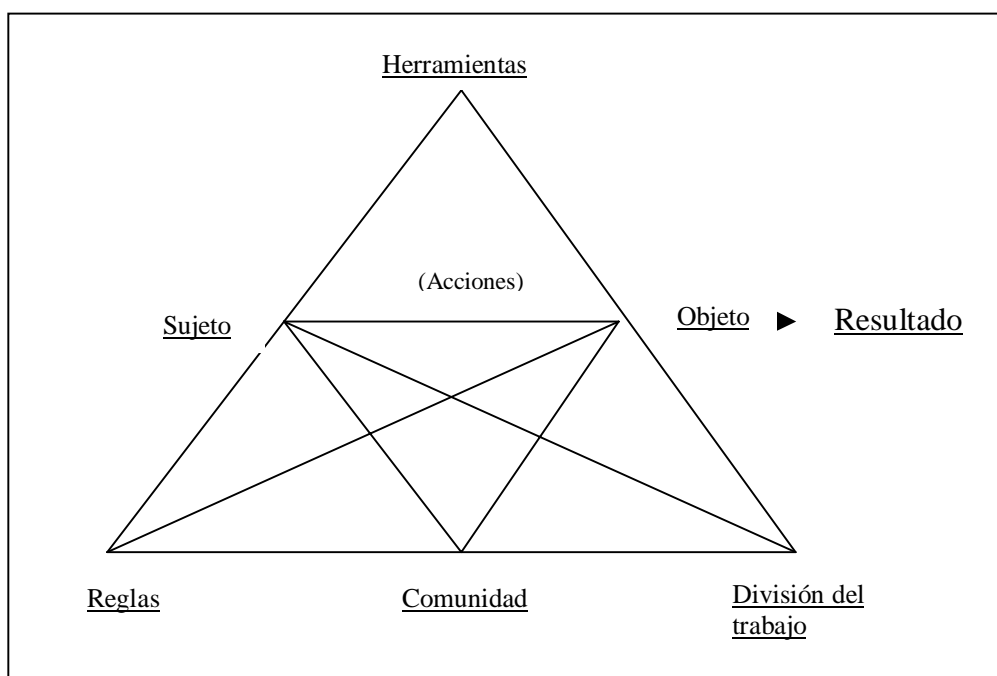 Herramientas
(Acciones)
Sujeto
Objeto ► Resultado
Reglas
Comunidad
División del
trabajo